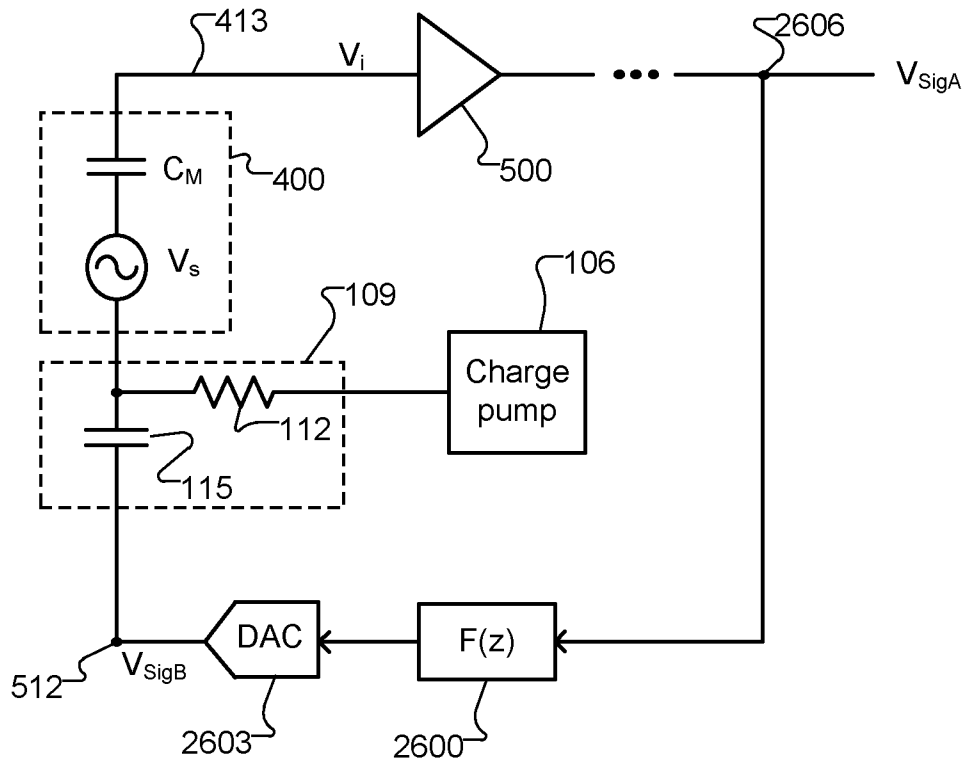 413
Vi
2606
VSigA
500
CM
400
Vs
109
106
Charge
pump
112
115
DAC
F(z)
VSigB
512
2603
2600